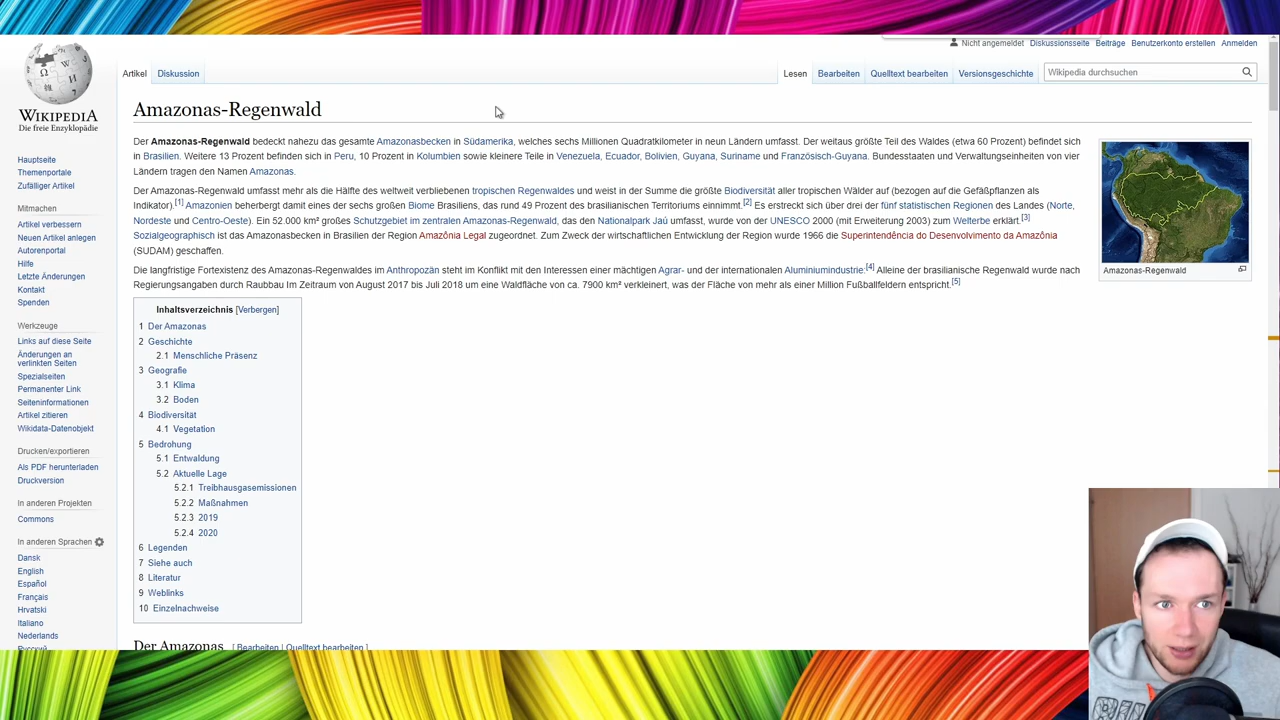 Nicht angemeldet Diskussionsseite Beiträge Benutzerkonto erstellen Anmelden
Artikel Diskussion Lesen Bearbeiten Quelltext bearbeiten Versionsgeschichte Wikipedia durchsuchen
WIKIPEDIA
Die freie Enzyklopädie
Hauptseite
Themenportale
Zufälliger Artikel
Mitmachen
Artikel verbessern
Neuen Artikel anlegen
Autorenportal
Hilfe
Letzte Änderungen
Kontakt
Spenden
Werkzeuge
Links auf diese Seite
Änderungen an
verlinkten Seiten
Spezialseiten
Permanenter Link
Seiteninformationen
Artikel zitieren
Wikidata-Datenobjekt
Drucken/exportieren
Als PDF herunterladen
Druckversion
In anderen Projekten
Commons
In anderen Sprachen
Dansk
English
Español
Français
Hrvatski
Italiano
Nederlands
Русский
Amazonas-Regenwald
Der Amazonas-Regenwald bedeckt nahezu das gesamte Amazonasbecken in Südamerika, welches sechs Millionen Quadratkilometer in neun Ländern umfasst. Der weitaus größte Teil des Waldes (etwa 60 Prozent) befindet sich
in Brasilien. Weitere 13 Prozent befinden sich in Peru, 10 Prozent in Kolumbien sowie kleinere Teile in Venezuela, Ecuador, Bolivien, Guyana, Suriname und Französisch-Guyana. Bundesstaaten und Verwaltungseinheiten von vier
Ländern tragen den Namen Amazonas.
Der Amazonas-Regenwald umfasst mehr als die Hälfte des weltweit verbliebenen tropischen Regenwaldes und weist in der Summe die größte Biodiversität aller tropischen Wälder auf (bezogen auf die Gefäßpflanzen als
Indikator).[1] Amazonien beherbergt damit eines der sechs großen Biome Brasiliens, das rund 49 Prozent des brasilianischen Territoriums einnimmt.[2] Es erstreckt sich über drei der fünf statistischen Regionen des Landes (Norte,
Nordeste und Centro-Oeste). Ein 52.000 km² großes Schutzgebiet im zentralen Amazonas-Regenwald, das den Nationalpark Jaú umfasst, wurde von der UNESCO 2000 (mit Erweiterung 2003) zum Welterbe erklärt.[3]
Sozialgeographisch ist das Amazonasbecken in Brasilien der Region Amazônia Legal zugeordnet. Zum Zweck der wirtschaftlichen Entwicklung der Region wurde 1966 die Superintendência do Desenvolvimento da Amazônia
(SUDAM) geschaffen.
Die langfristige Fortexistenz des Amazonas-Regenwaldes im Anthropozän steht im Konflikt mit den Interessen einer mächtigen Agrar- und der internationalen Aluminiumindustrie.[4] Alleine der brasilianische Regenwald wurde nach
Regierungsangaben durch Raubbau Im Zeitraum von August 2017 bis Juli 2018 um eine Waldfläche von ca. 7900 km² verkleinert, was der Fläche von mehr als einer Million Fußballfeldern entspricht.[5]
Amazonas-Regenwald
Inhaltsverzeichnis [Verbergen]
1 Der Amazonas
2 Geschichte
2.1 Menschliche Präsenz
3 Geografie
3.1 Klima
3.2 Boden
4 Biodiversität
4.1 Vegetation
5 Bedrohung
5.1 Entwaldung
5.2 Aktuelle Lage
5.2.1 Treibhausgasemissionen
5.2.2 Maßnahmen
5.2.3 2019
5.2.4 2020
6 Legenden
7 Siehe auch
8 Literatur
9 Weblinks
10 Einzelnachweise
Der Amazonas [ Bearbeiten | Quelltext bearbeiten ]